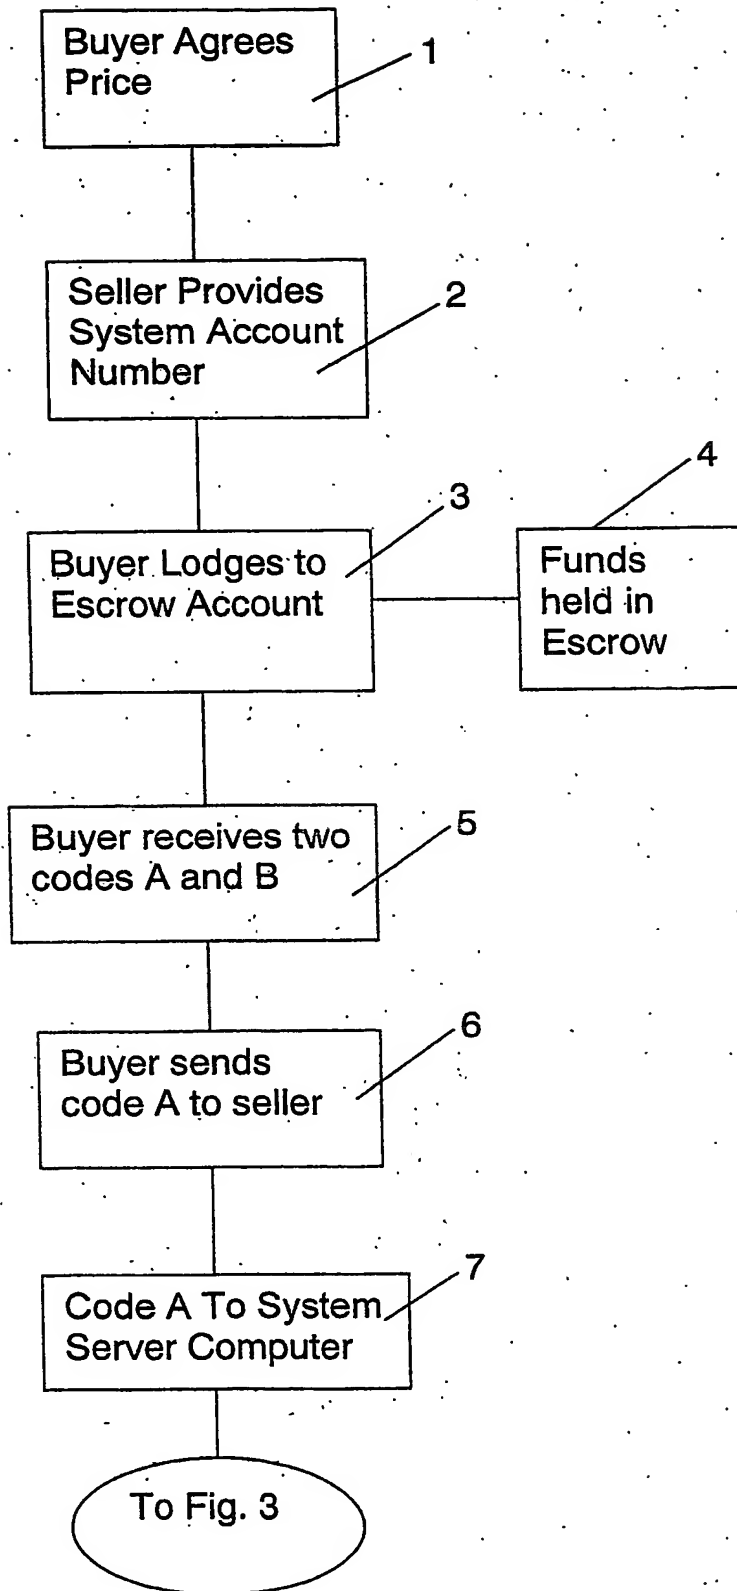 Buyer Agrees
Price
1
Seller Provides
System Account
Number
2
Buyer Lodges to
Escrow Account
3
Funds
held in
Escrow
4
Buyer receives two
codes A and B
5
Buyer sends
code A to seller
6
Code A To System
Server Computer
7
To Fig. 3